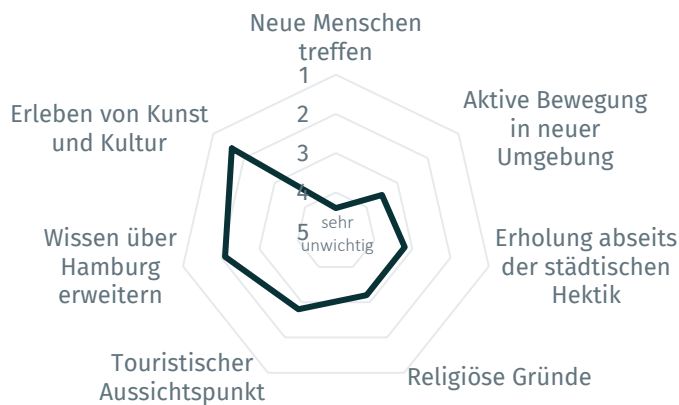 Neue Menschen
treffen
1
2
3
4
5
sehr
unwichtig
Aktive Bewegung
in neuer
Umgebung
Erholung abseits
der städtischen
Hektik
Religiöse Gründe
Touristischer
Aussichtspunkt
Wissen über
Hamburg
erweitern
Erleben von Kunst
und Kultur